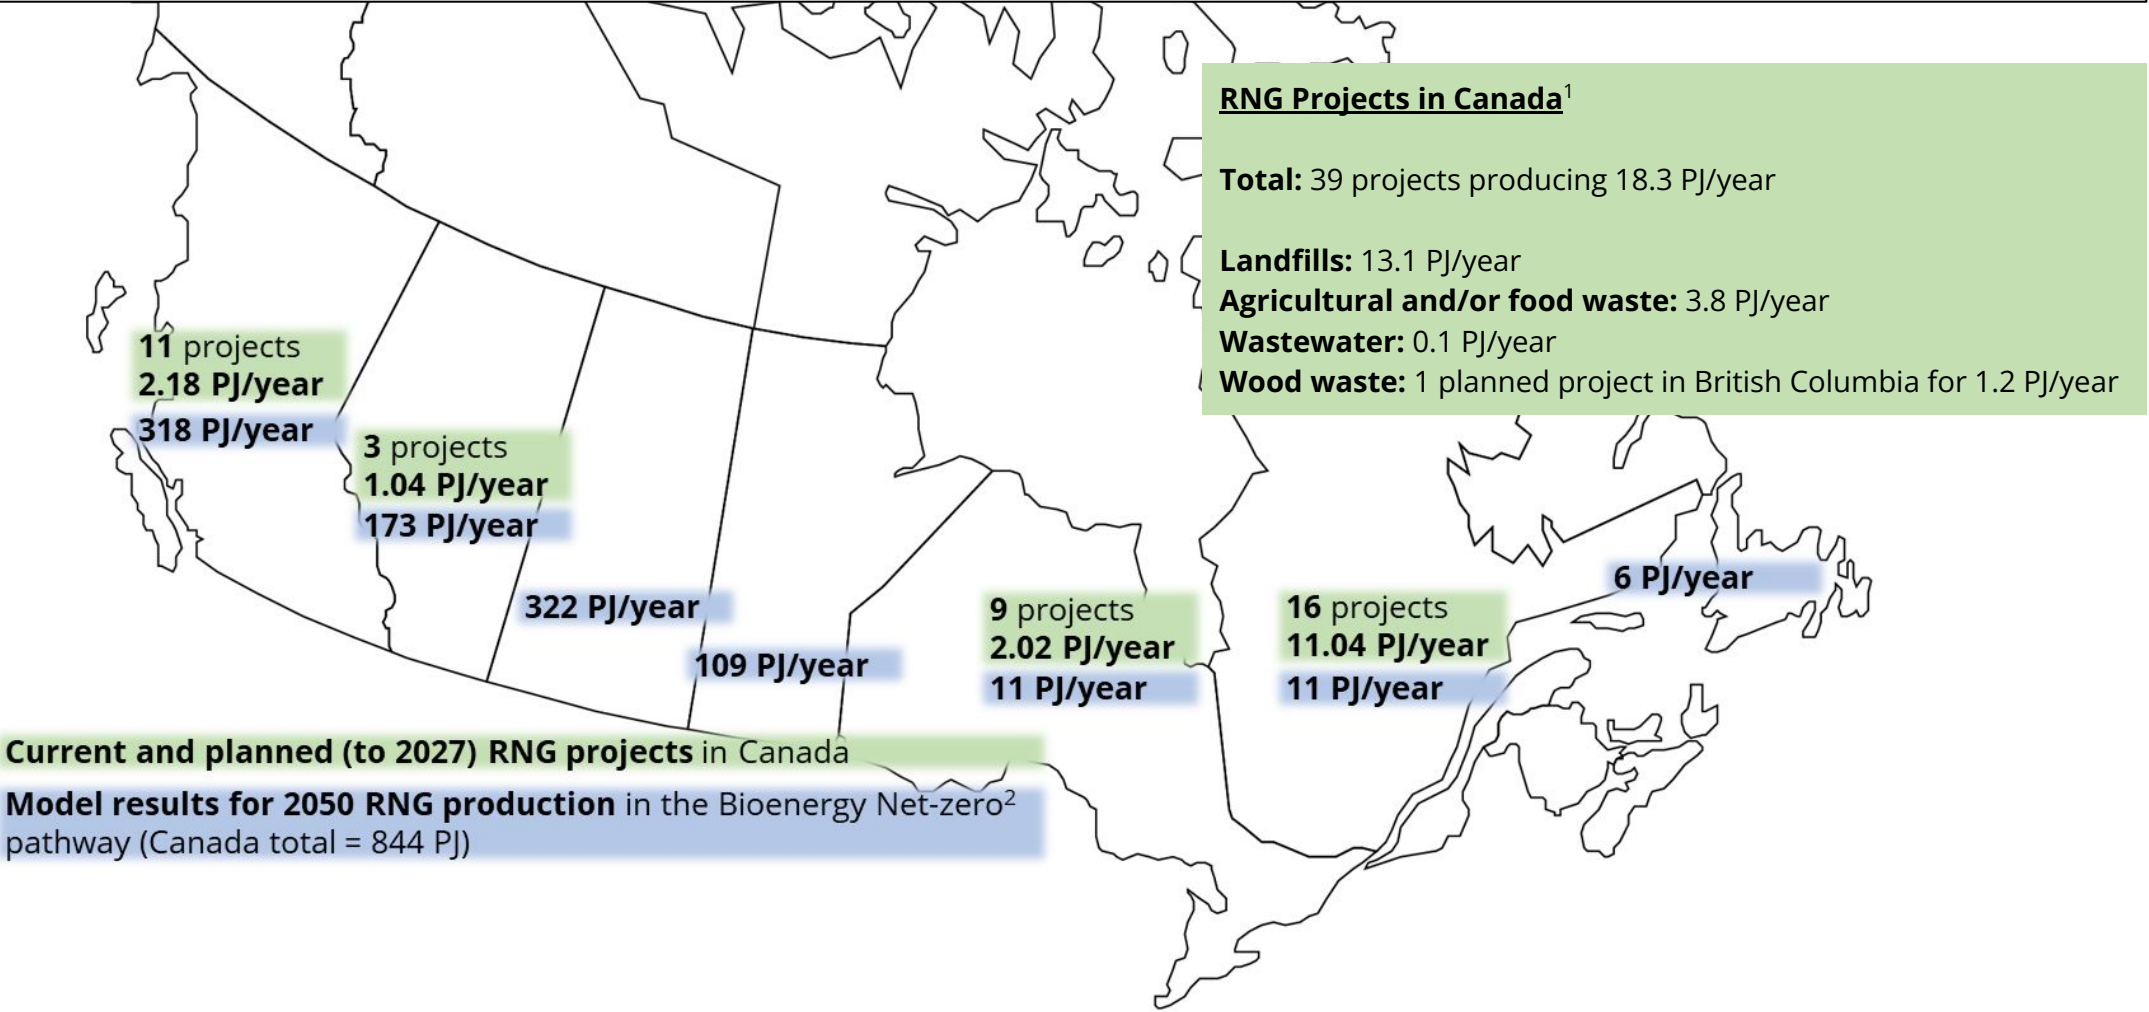 RNG Projects in Canada¹
Total: 39 projects producing 18.3 PJ/year
Landfills: 13.1 PJ/year
Agricultural and/or food waste: 3.8 PJ/year
Wastewater: 0.1 PJ/year
Wood waste: 1 planned project in British Columbia for 1.2 PJ/year
11 projects
2.18 PJ/year
318 PJ/year
3 projects
1.04 PJ/year
173 PJ/year
322 PJ/year
109 PJ/year
9 projects
2.02 PJ/year
11 PJ/year
16 projects
11.04 PJ/year
11 PJ/year
6 PJ/year
Current and planned (to 2027) RNG projects in Canada
Model results for 2050 RNG production in the Bioenergy Net-zero²
pathway (Canada total = 844 PJ)